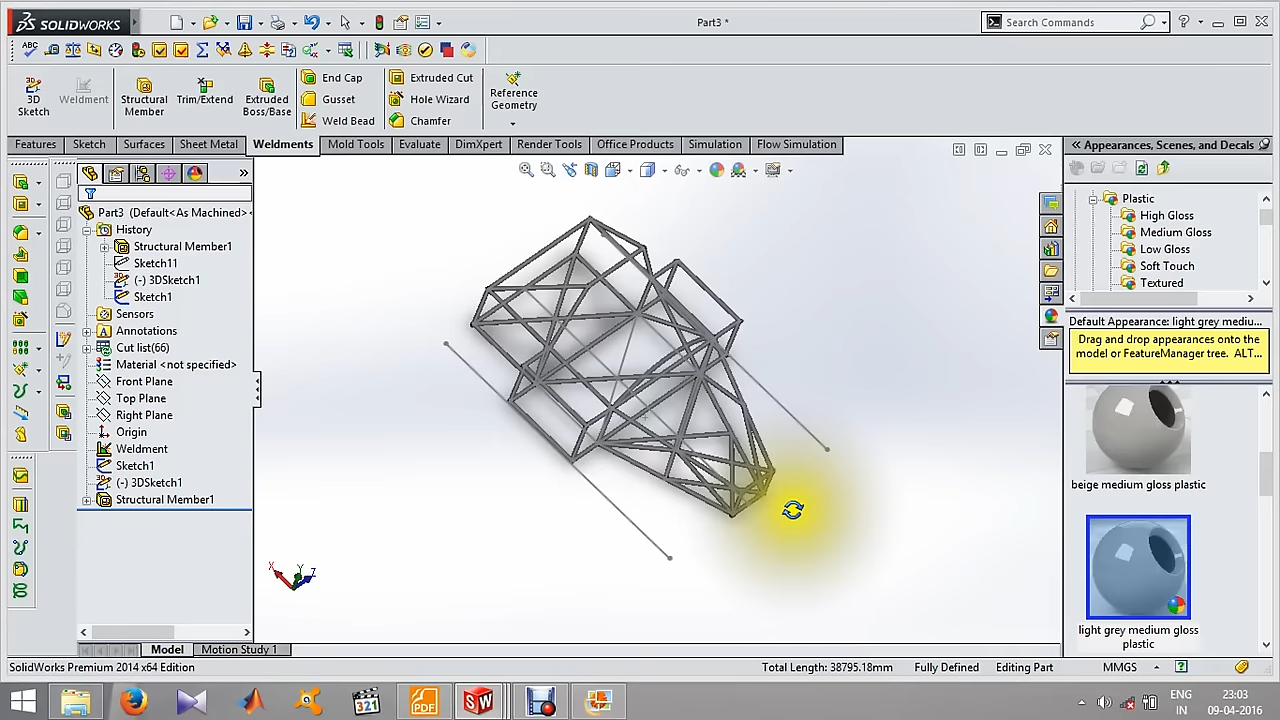 SOLIDWORKS
Part3 *
Search Commands
ABC
3D Sketch
Weldment
Structural Member
Trim/Extend
Extruded Boss/Base
End Cap
Gusset
Weld Bead
Extruded Cut
Hole Wizard
Chamfer
Reference Geometry
Features
Sketch
Surfaces
Sheet Metal
Weldments
Mold Tools
Evaluate
DimXpert
Render Tools
Office Products
Simulation
Flow Simulation
Part3 (Default<As Machined>
History
Structural Member1
Sketch11
(-) 3DSketch1
Sketch1
Sensors
Annotations
Cut list(66)
Material <not specified>
Front Plane
Top Plane
Right Plane
Origin
Weldment
Sketch1
(-) 3DSketch1
Structural Member1
X
Y
Z
Model
Motion Study 1
Appearances, Scenes, and Decals
Plastic
High Gloss
Medium Gloss
Low Gloss
Soft Touch
Textured
Default Appearance: light grey mediu...
Drag and drop appearances onto the
model or FeatureManager tree. ALT...
beige medium gloss plastic
light grey medium gloss
plastic
SolidWorks Premium 2014 x64 Edition
Total Length: 38795.18mm
Fully Defined
Editing Part
MMGS
321
PDF
SW
ENG
IN
23:03
09-04-2016